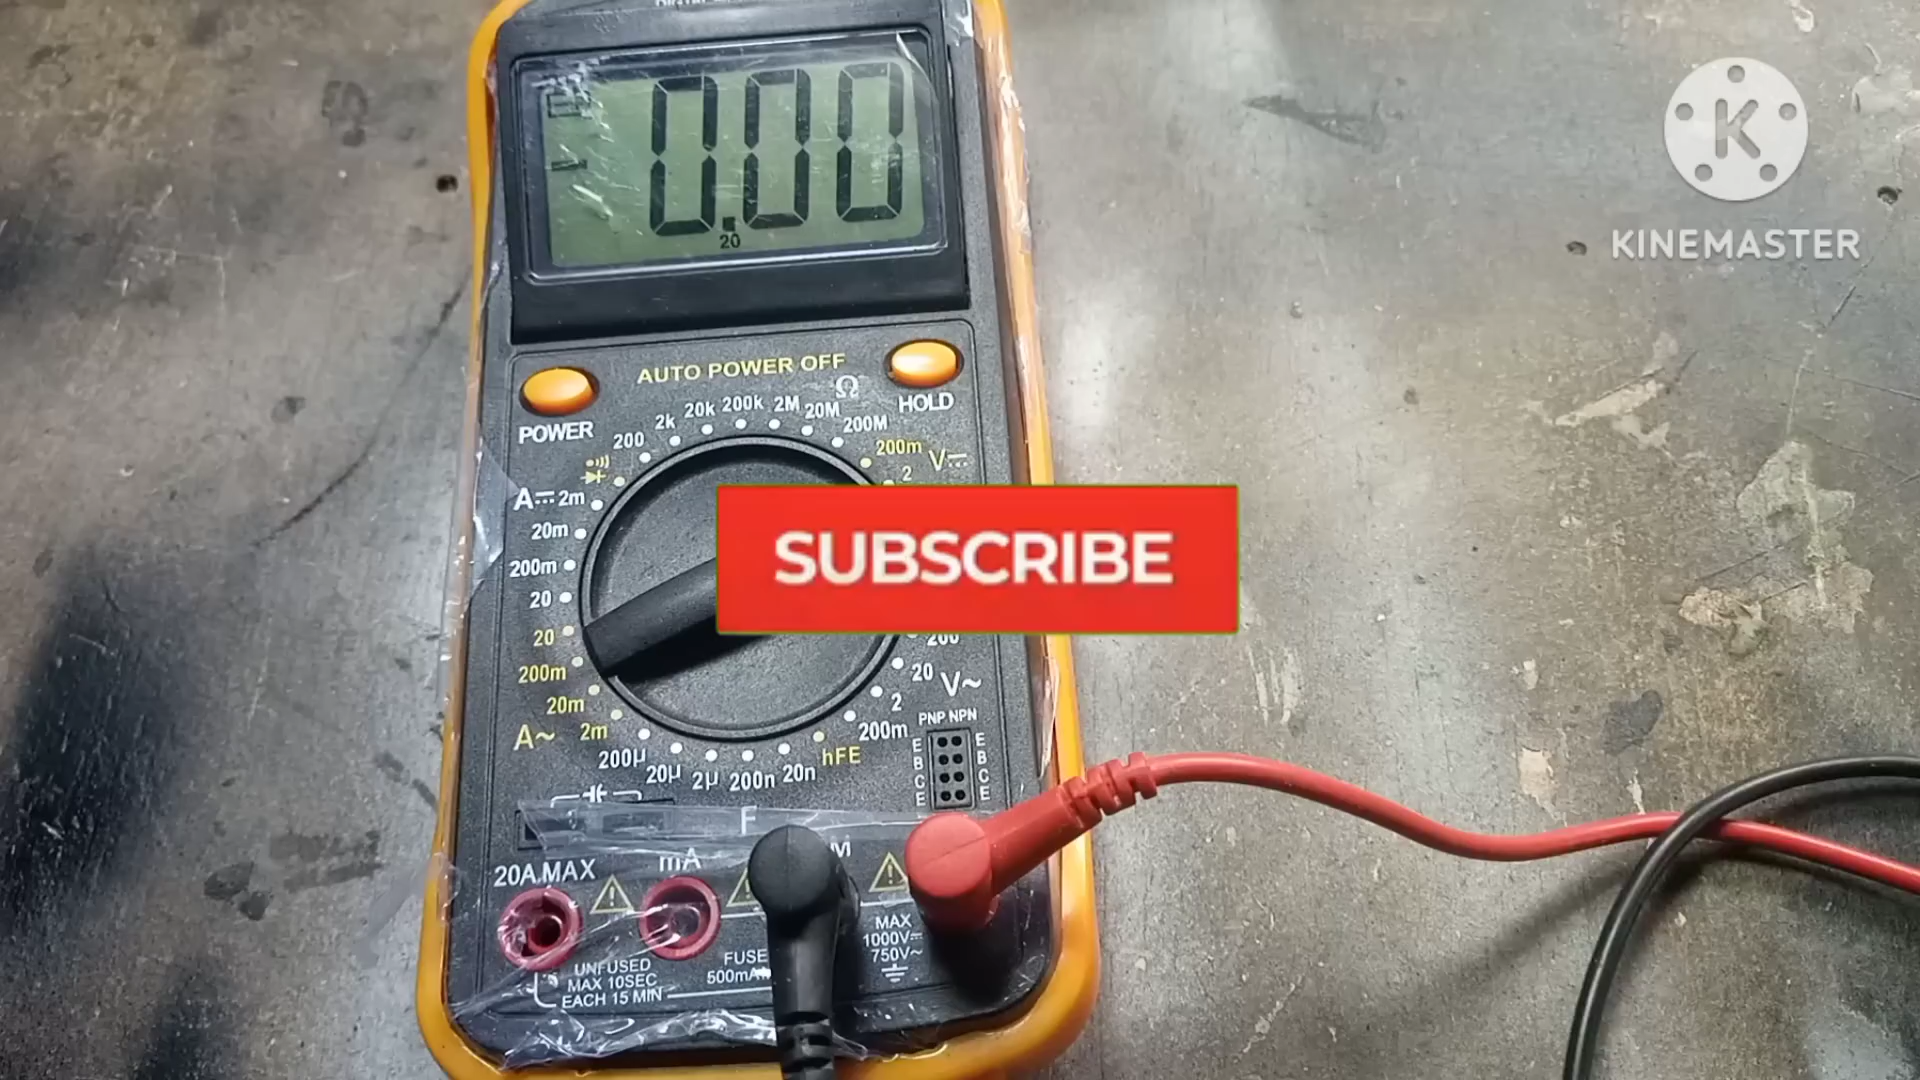 0.00
20
KINEMASTER
AUTO POWER OFF
POWER
HOLD
Ω
200
2k
20k
200k
2M
20M
200M
200m
V⎓
2
A⎓
2m
20m
200m
20
SUBSCRIBE
20
200m
20m
2m
A~
200
20
V~
2
200m
200µ
20µ
2µ
200n
20n
hFE
PNP NPN
E
B
C
E
E
B
C
E
F
20A MAX
mA
UNFUSED
MAX 10SEC
EACH 15 MIN
FUSE
MAX
1000V⎓
750V~